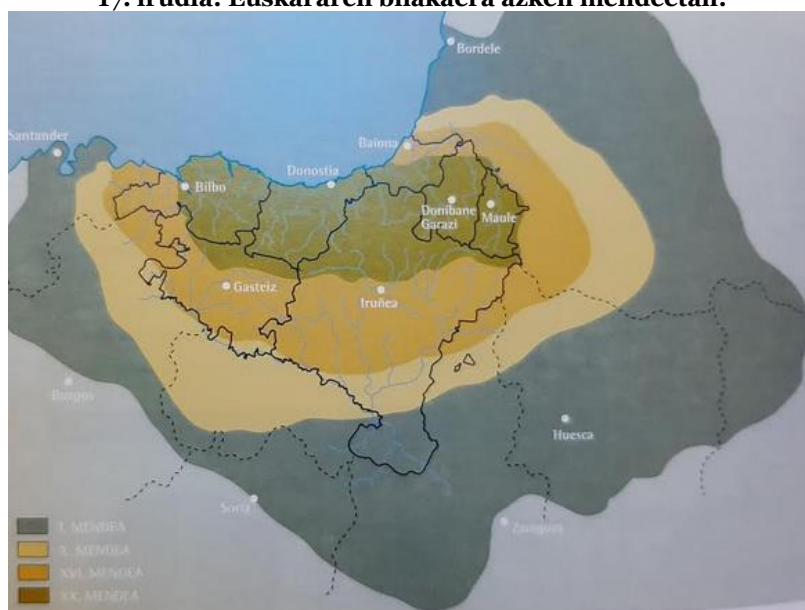 17. irudia: Euskararen bilakaera azken mendeetan.
Bordele
Santander
Baiona
Bilbo
Donostia
Donibane
Garazi
Maule
Gasteiz
Iruñea
Burgos
Huesca
Soria
Zaragoza
I. MENDEA
X. MENDEA
XVI. MENDEA
XX. MENDEA